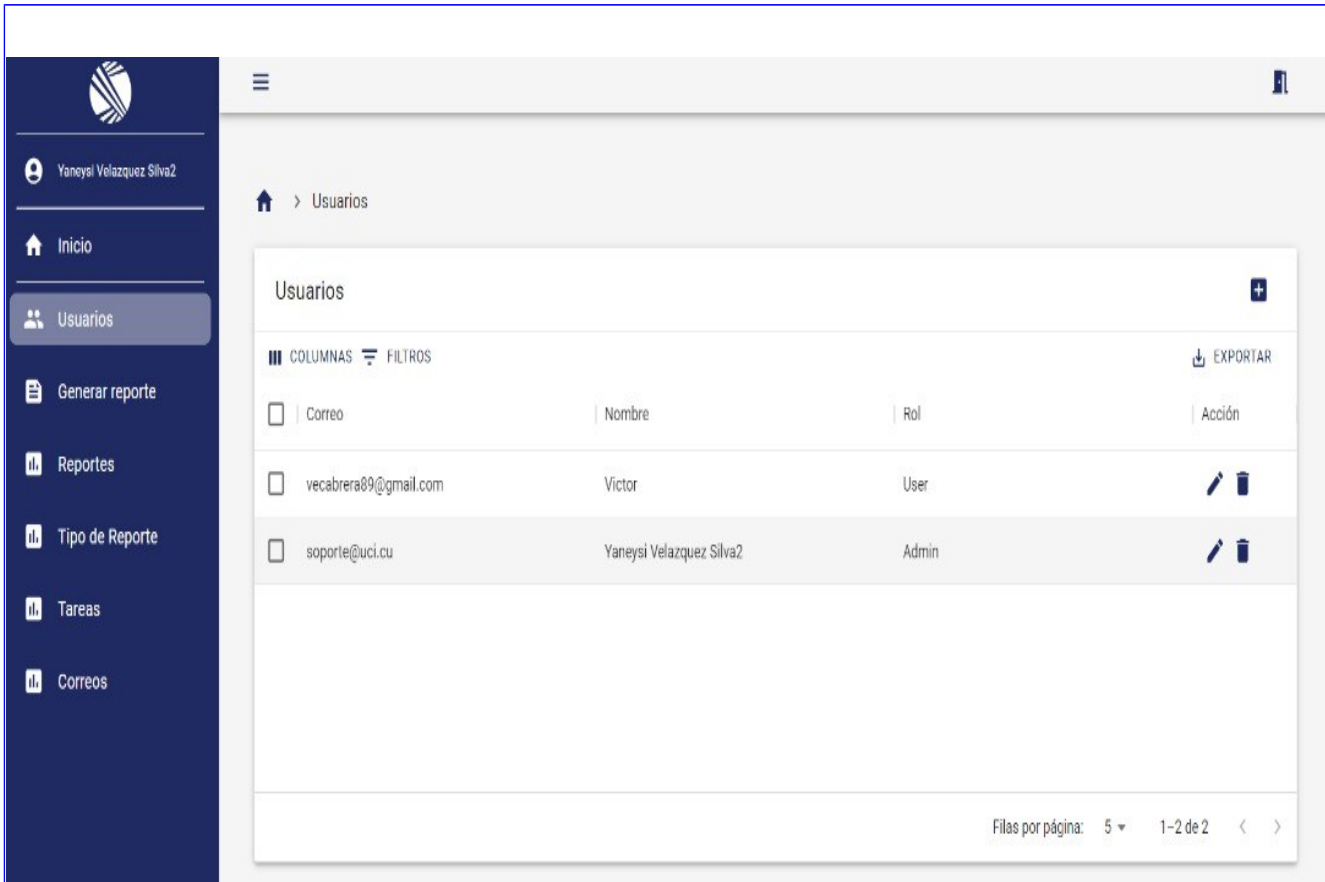 Yaneysi Velazquez Silva2
Inicio
Usuarios
Generar reporte
Reportes
Tipo de Reporte
Tareas
Correos
> Usuarios
Usuarios
COLUMNAS FILTROS EXPORTAR
Correo Nombre Rol Acción
vecabrera89@gmail.com Victor User
soporte@uci.cu Yaneysi Velazquez Silva2 Admin
Filas por página: 5 1–2 de 2